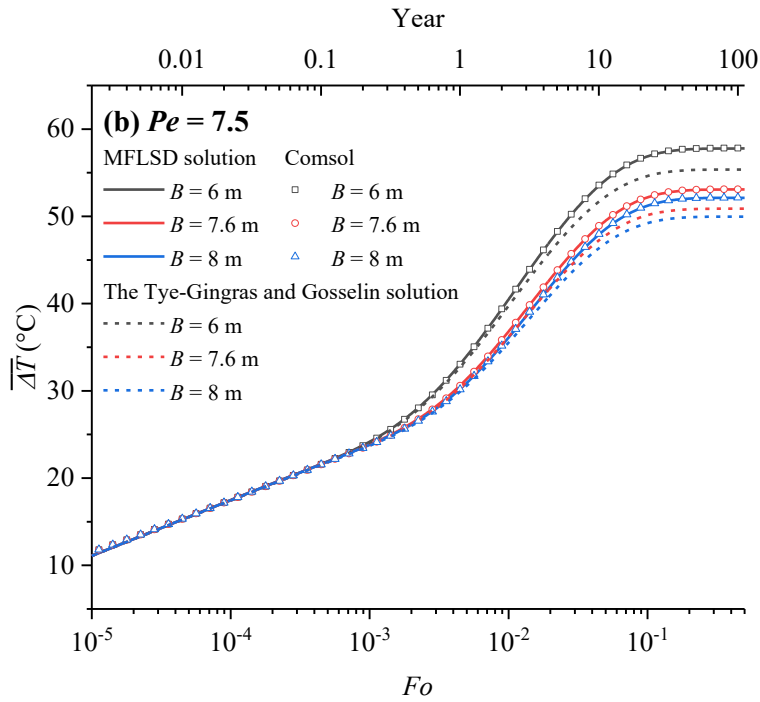 Year
0.01 0.1 1 10 100
(b) Pe = 7.5
MFLSD solution Comsol
B = 6 m B = 6 m
B = 7.6 m B = 7.6 m
B = 8 m B = 8 m
The Tye-Gingras and Gosselin solution
B = 6 m
B = 7.6 m
B = 8 m
60
50
40
30
20
10
ΔT (°C)
10⁻⁵ 10⁻⁴ 10⁻³ 10⁻² 10⁻¹
Fo